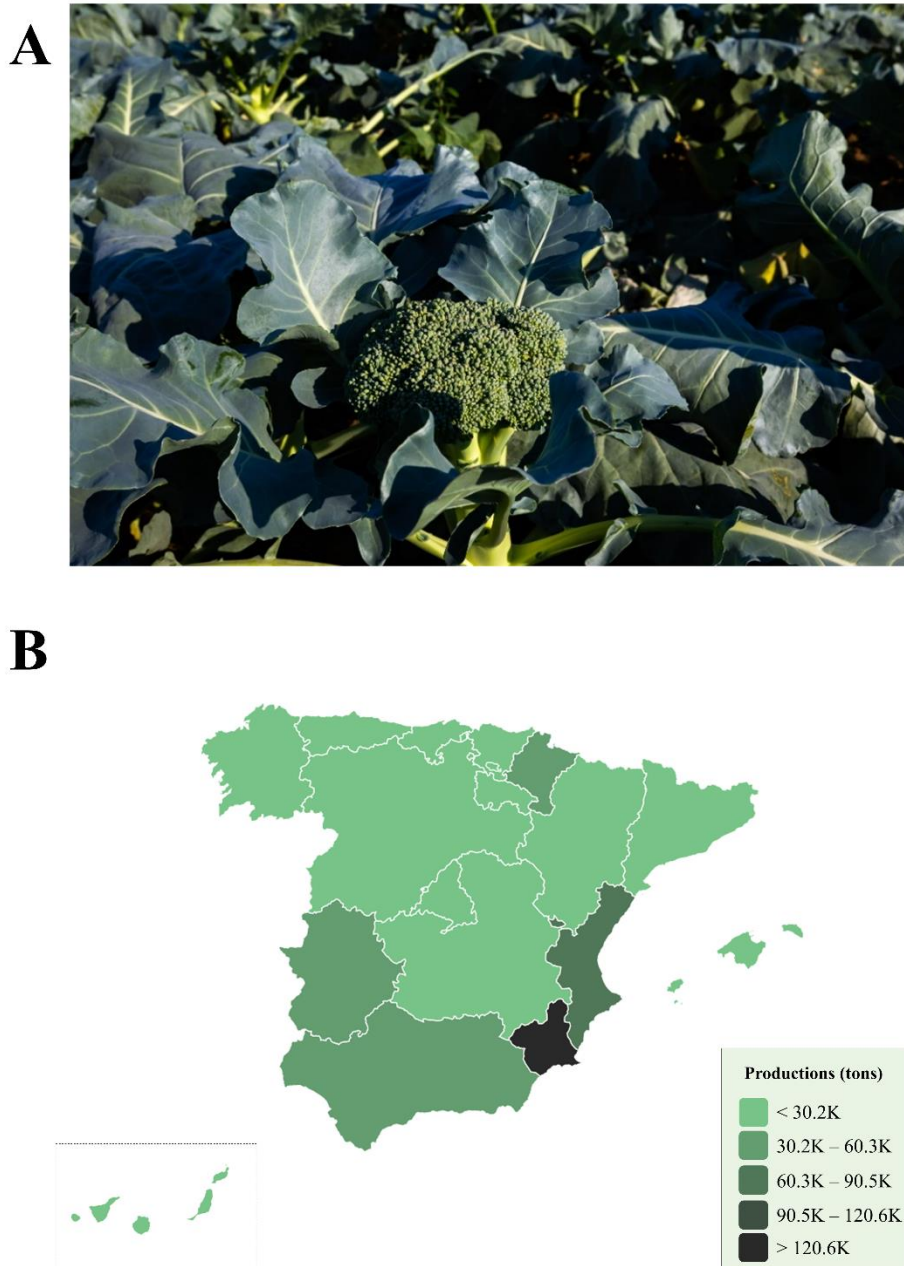 A
B
Productions (tons)
< 30.2K
30.2K – 60.3K
60.3K – 90.5K
90.5K – 120.6K
> 120.6K